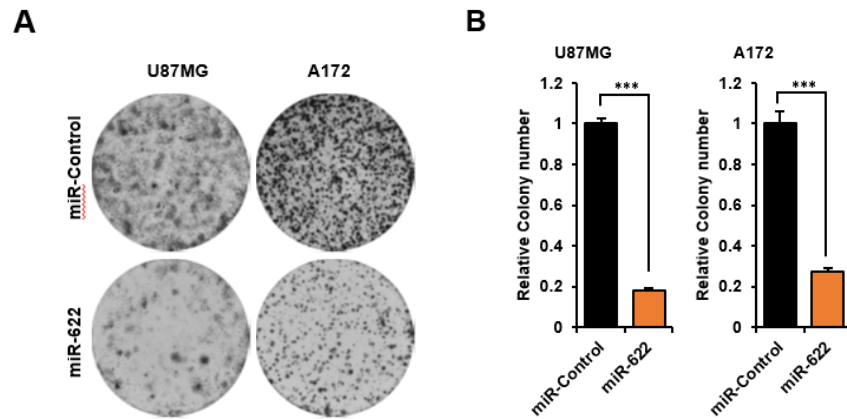 A
U87MG
A172
miR-Control
miR-622
B
U87MG
Relative Colony number
1.2
1
0.8
0.6
0.4
0.2
0
***
miR-Control
miR-622
A172
Relative Colony number
1.2
1
0.8
0.6
0.4
0.2
0
***
miR-Control
miR-622